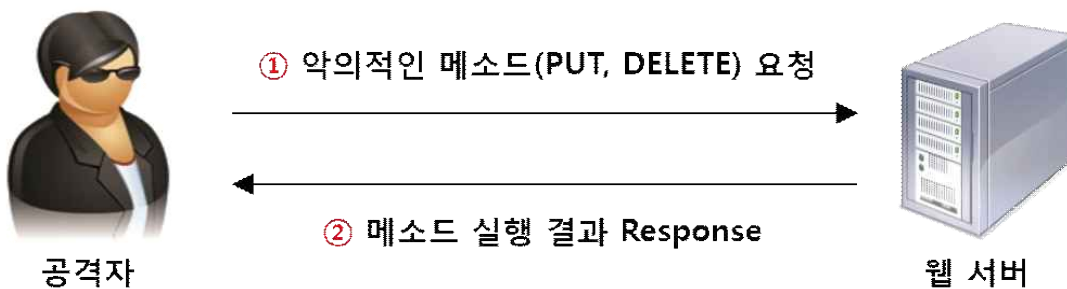 ① 악의적인 메소드(PUT, DELETE) 요청
② 메소드 실행 결과 Response
공격자
웹 서버